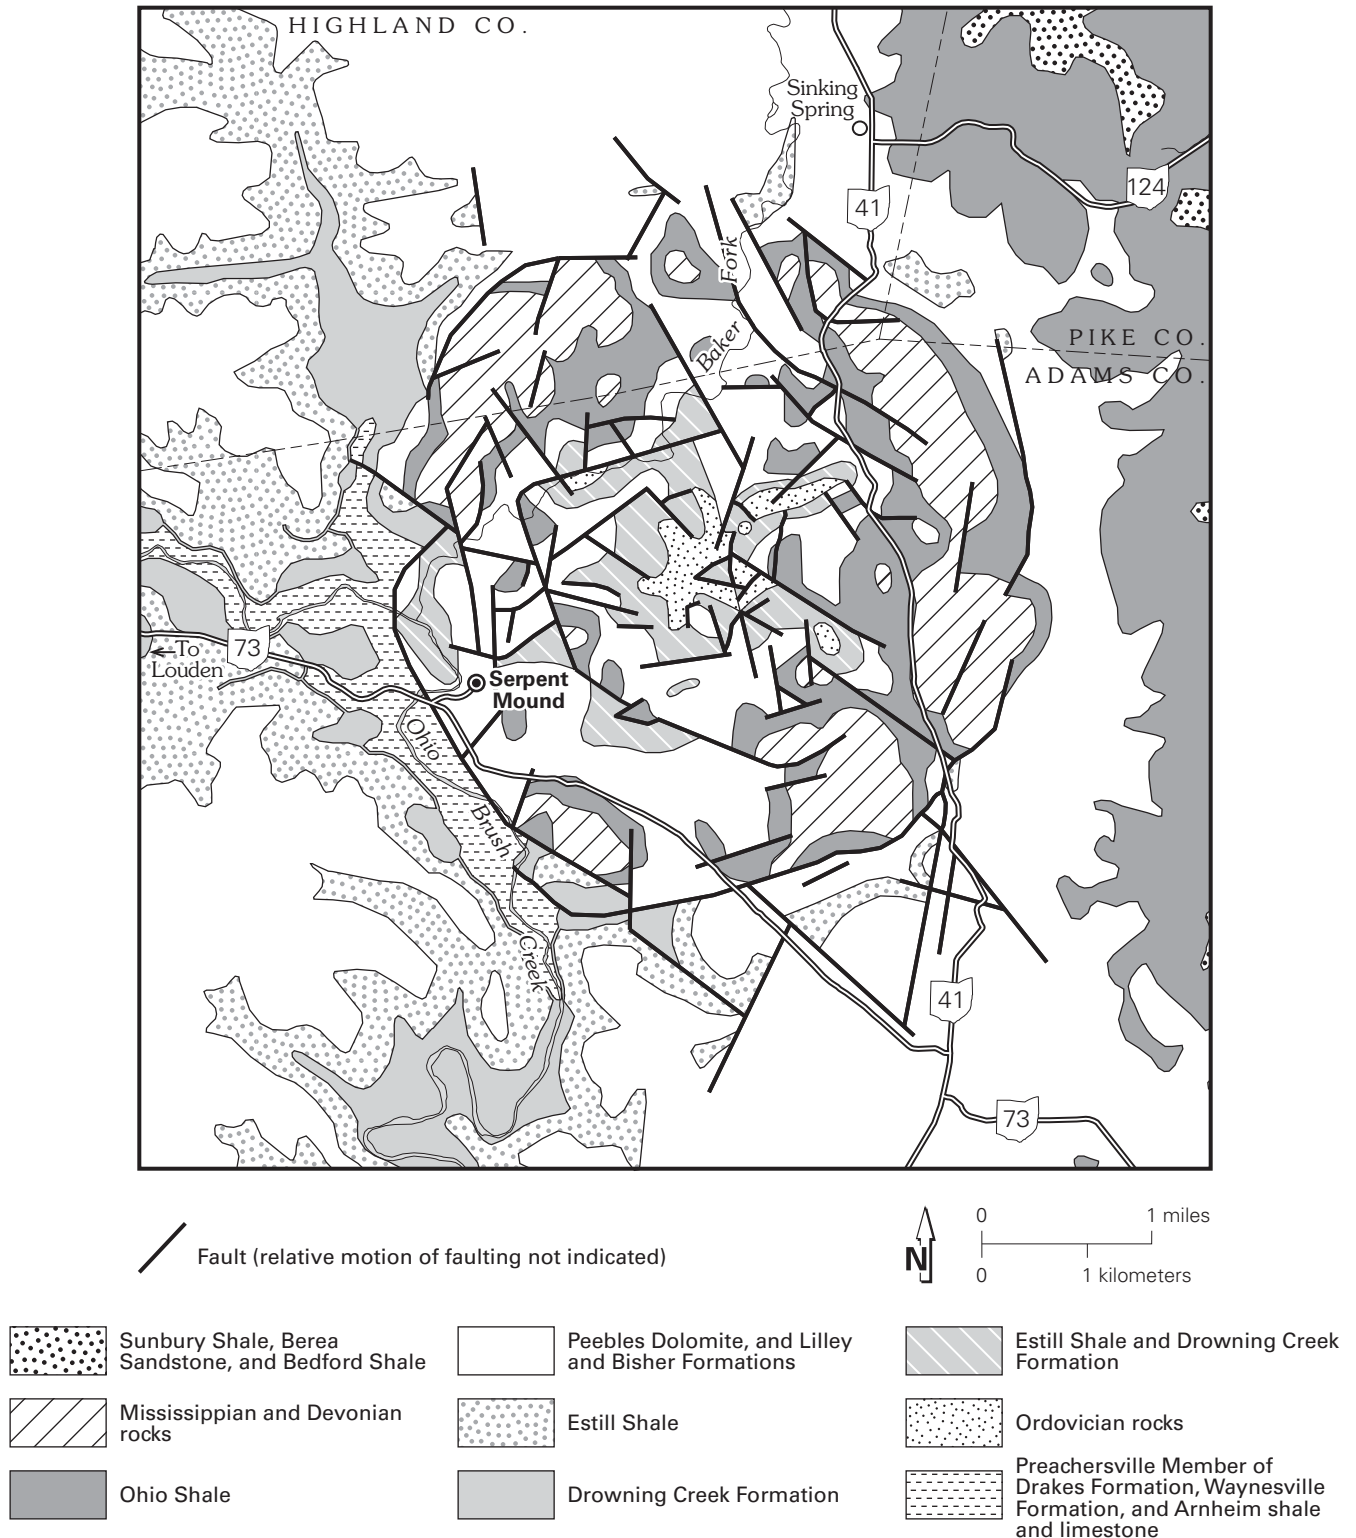 HIGHLAND CO.
Sinking
Spring
124
41
Fork
Baker
PIKE CO.
ADAMS CO.
73
←To
Louden
Serpent
Mound
Ohio
Brush
Creek
41
73
Fault (relative motion of faulting not indicated)
N
0 1 miles
0 1 kilometers
Sunbury Shale, Berea
Sandstone, and Bedford Shale
Mississippian and Devonian
rocks
Ohio Shale
Peebles Dolomite, and Lilley
and Bisher Formations
Estill Shale
Drowning Creek Formation
Estill Shale and Drowning Creek
Formation
Ordovician rocks
Preachersville Member of
Drakes Formation, Waynesville
Formation, and Arnheim shale
and limestone